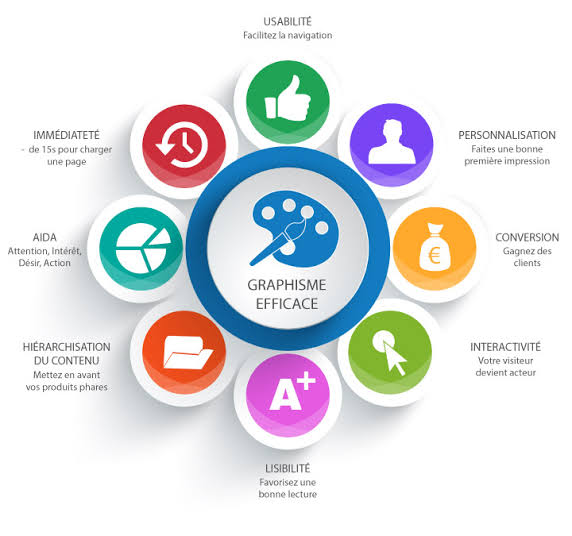 USABILITÉ
Facilitez la navigation
PERSONNALISATION
Faites une bonne
première impression
CONVERSION
Gagnez des
clients
INTERACTIVITÉ
Votre visiteur
devient acteur
LISIBILITÉ
Favorisez une
bonne lecture
HIÉRARCHISATION
DU CONTENU
Mettez en avant
vos produits phares
AIDA
Attention, Intérêt,
Désir, Action
IMMÉDIATETÉ
- de 15s pour charger
une page
GRAPHISME
EFFICACE
€
A+